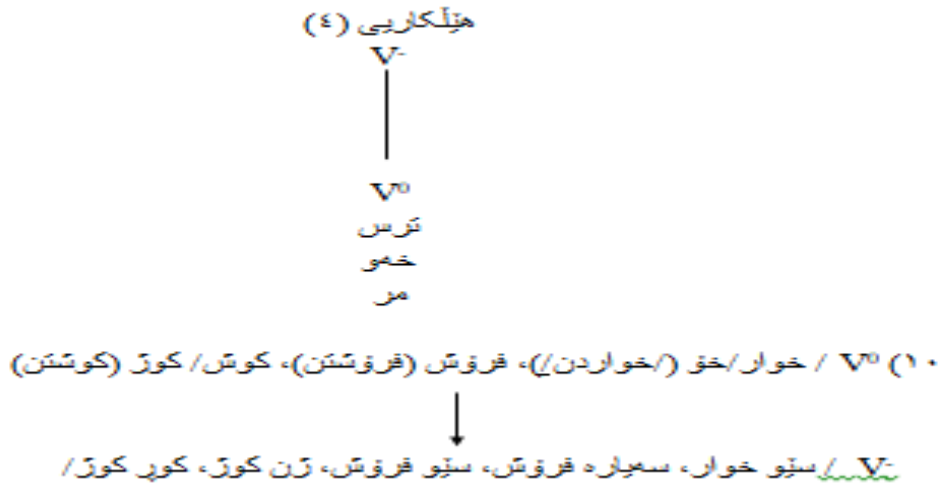 هێڵکاریی (٤)
V-
V⁰
ترس
خەو
مر
١٠) V⁰ / خوار/خۆ (/خواردن/)، فرۆش (فرۆشتن)، کوش/ کوژ (کوشتن)
V- / سێو خوار، سەیارە فرۆش، سێو فرۆش، ژن کوژ، کوڕ کوژ/